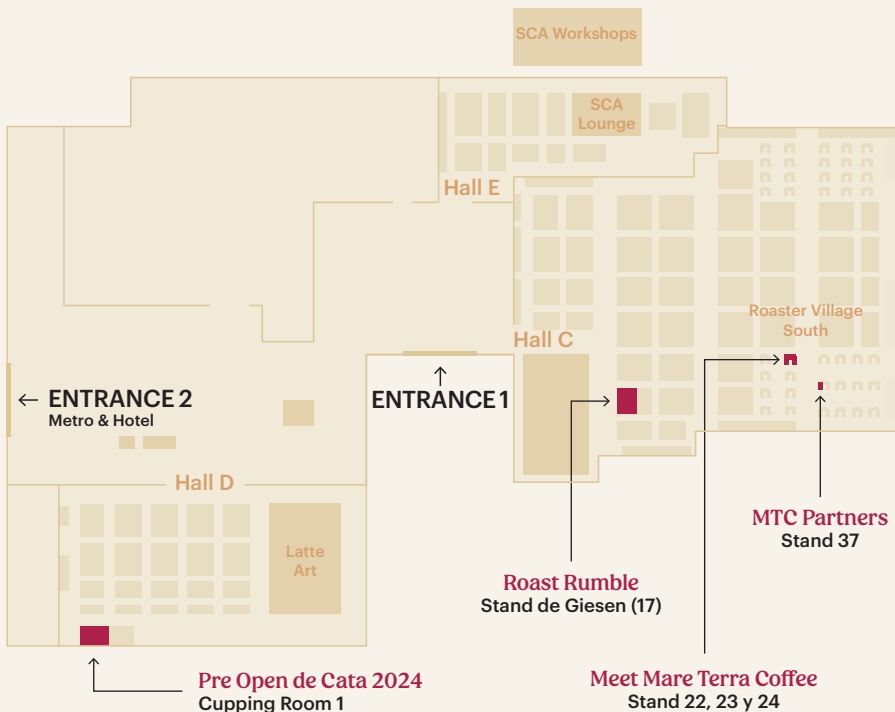 SCA Workshops
SCA
Lounge
Hall E
Roaster Village
South
Hall C
ENTRANCE 2
Metro & Hotel
ENTRANCE 1
Hall D
Latte
Art
MTC Partners
Stand 37
Roast Rumble
Stand de Giesen (17)
Pre Open de Cata 2024
Cupping Room 1
Meet Mare Terra Coffee
Stand 22, 23 y 24